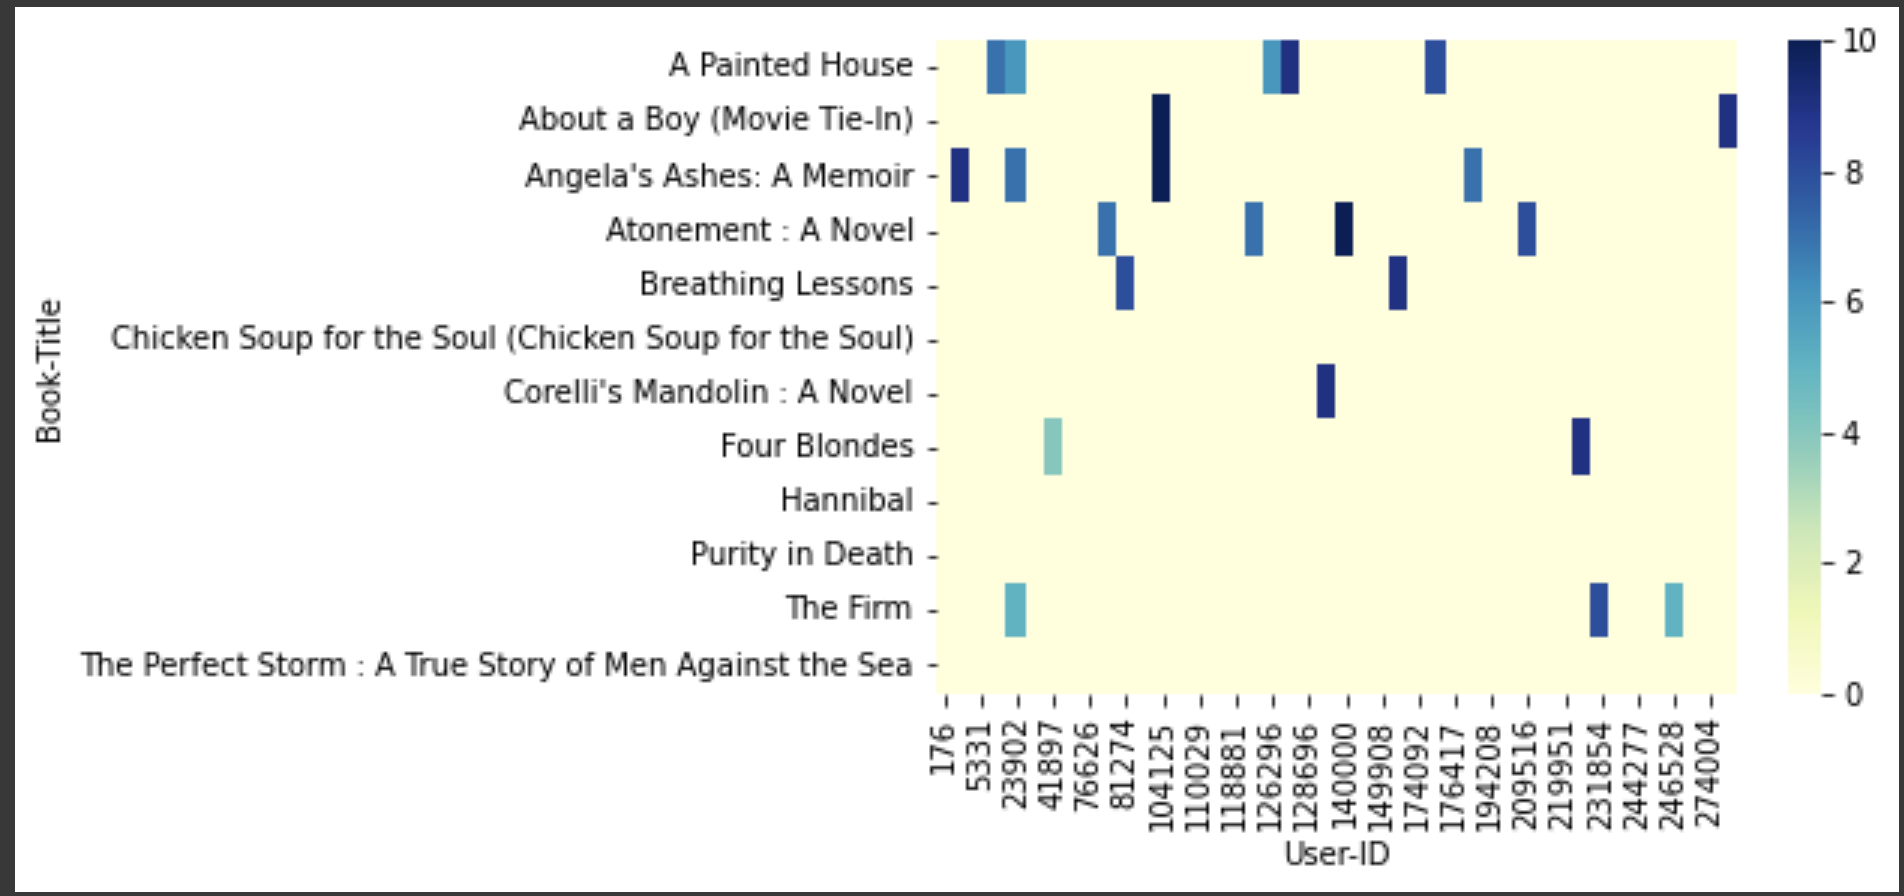 Book-Title
A Painted House
About a Boy (Movie Tie-In)
Angela's Ashes: A Memoir
Atonement : A Novel
Breathing Lessons
Chicken Soup for the Soul (Chicken Soup for the Soul)
Corelli's Mandolin : A Novel
Four Blondes
Hannibal
Purity in Death
The Firm
The Perfect Storm : A True Story of Men Against the Sea
176
5331
23902
41897
76626
81274
104125
110029
118881
126296
128696
140000
149908
174092
176417
194208
209516
219951
231854
244277
246528
274004
User-ID
10
8
6
4
2
0